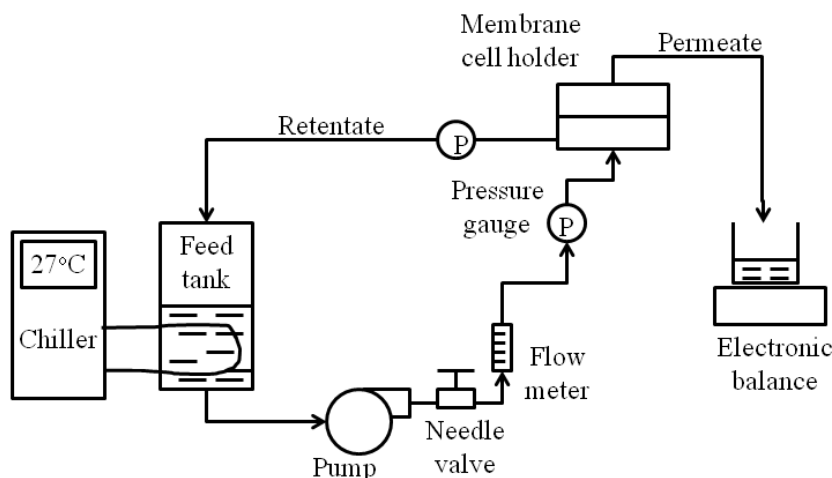 Membrane
cell holder
Permeate
Retentate
P
Pressure
gauge
P
Feed
tank
27°C
Chiller
Flow
meter
Electronic
balance
Needle
valve
Pump